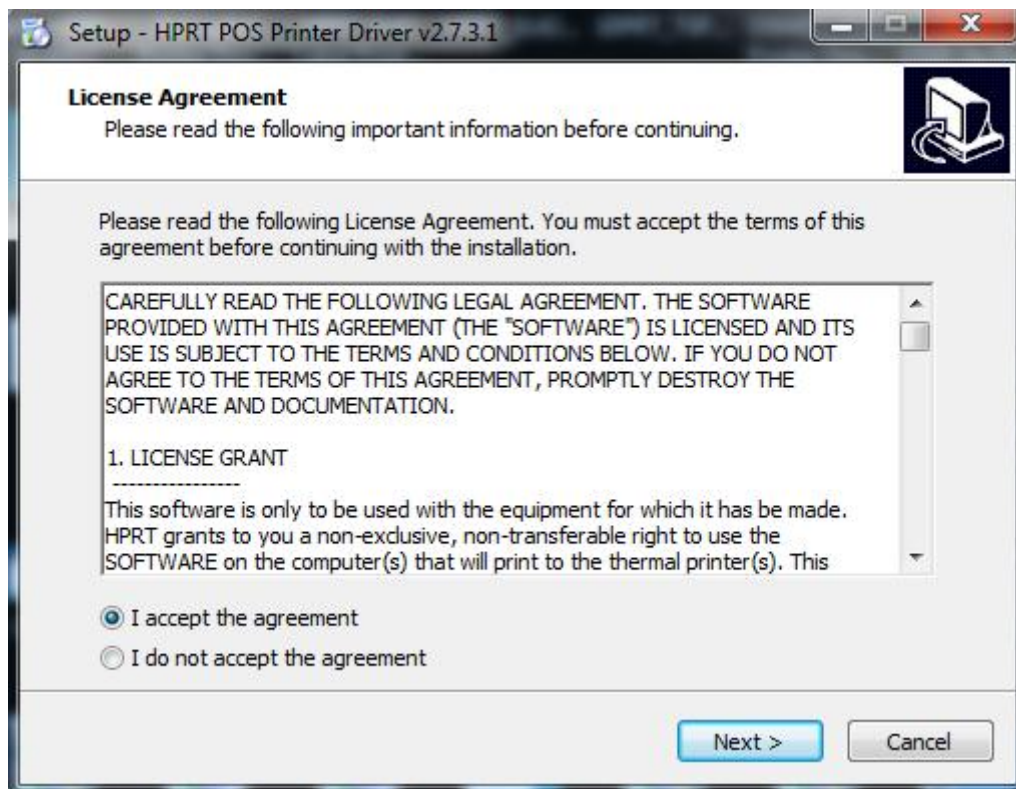 Setup - HPRT POS Printer Driver v2.7.3.1
License Agreement
Please read the following important information before continuing.
Please read the following License Agreement. You must accept the terms of this
agreement before continuing with the installation.
CAREFULLY READ THE FOLLOWING LEGAL AGREEMENT. THE SOFTWARE
PROVIDED WITH THIS AGREEMENT (THE "SOFTWARE") IS LICENSED AND ITS
USE IS SUBJECT TO THE TERMS AND CONDITIONS BELOW. IF YOU DO NOT
AGREE TO THE TERMS OF THIS AGREEMENT, PROMPTLY DESTROY THE
SOFTWARE AND DOCUMENTATION.
1. LICENSE GRANT
----------------
This software is only to be used with the equipment for which it has be made.
HPRT grants to you a non-exclusive, non-transferable right to use the
SOFTWARE on the computer(s) that will print to the thermal printer(s). This
I accept the agreement
I do not accept the agreement
Next >
Cancel